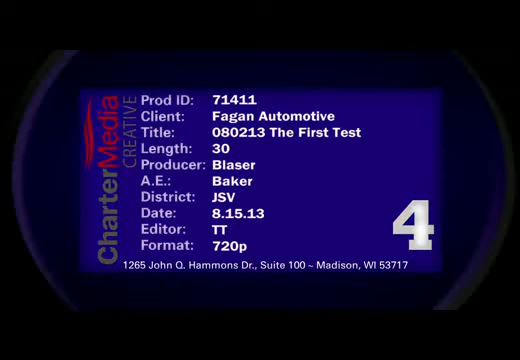 CharterMedia
CREATIVE
Prod ID: 71411
Client: Fagan Automotive
Title: 080213 The First Test
Length: 30
Producer: Blaser
A.E.: Baker
District: JSV
Date: 8.15.13
Editor: TT
Format: 720p
4
1265 John Q. Hammons Dr., Suite 100 ~ Madison, WI 53717